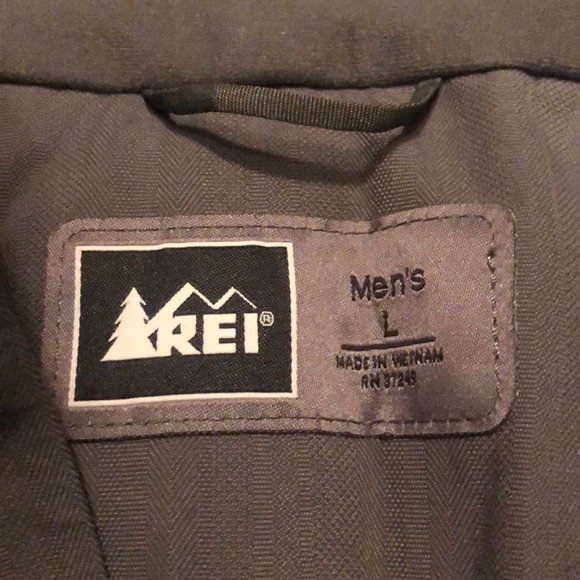 REI®
Men's
L
MADE IN VIETNAM
RN 37249